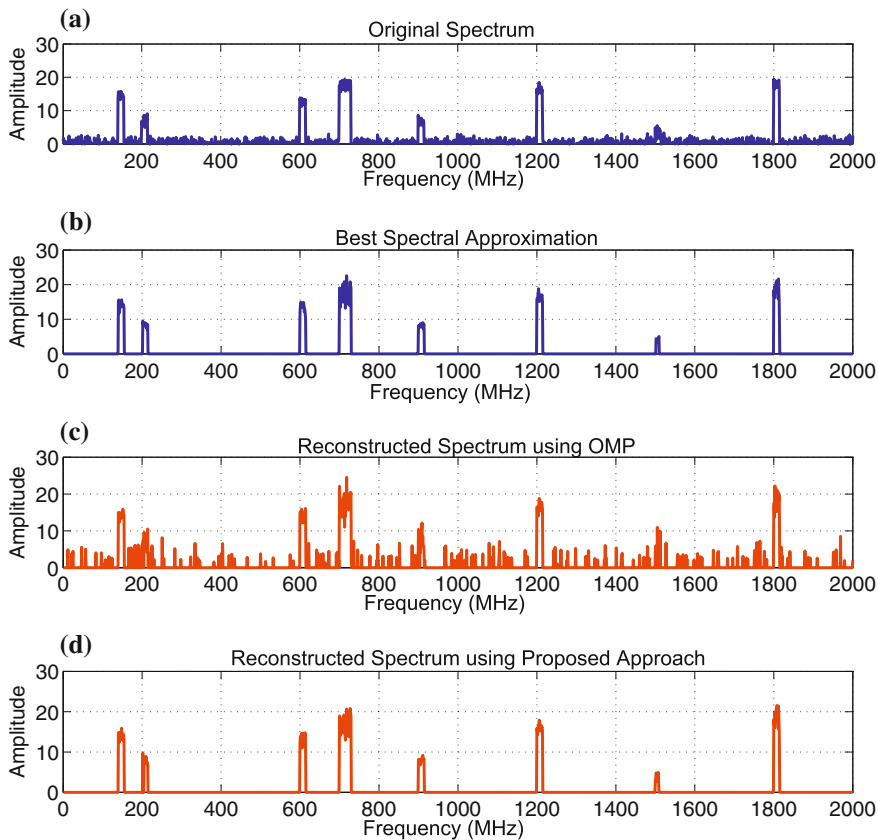 (a)
Original Spectrum
30
20
10
0
Amplitude
200 400 600 800 1000 1200 1400 1600 1800 2000
Frequency (MHz)
(b)
Best Spectral Approximation
30
20
10
0
Amplitude
0 200 400 600 800 1000 1200 1400 1600 1800 2000
Frequency (MHz)
(c)
Reconstructed Spectrum using OMP
30
20
10
0
Amplitude
0 200 400 600 800 1000 1200 1400 1600 1800 2000
Frequency (MHz)
(d)
Reconstructed Spectrum using Proposed Approach
30
20
10
0
Amplitude
0 200 400 600 800 1000 1200 1400 1600 1800 2000
Frequency (MHz)